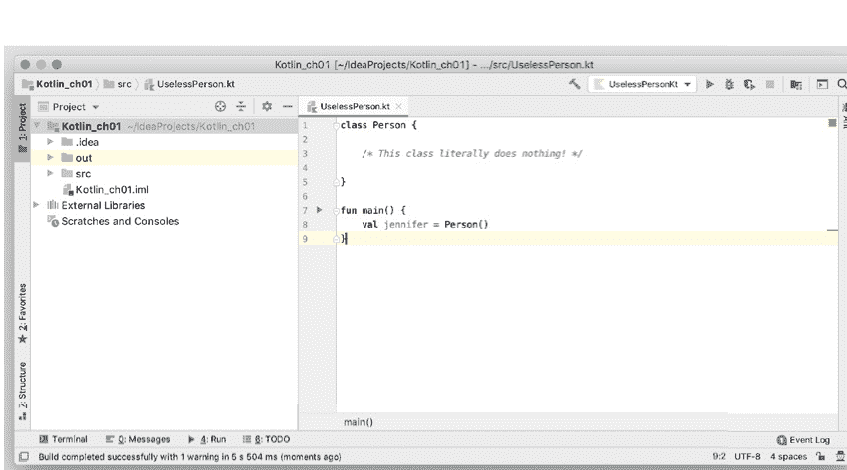 Kotlin_ch01 [~/IdeaProjects/Kotlin_ch01] - .../src/UselessPerson.kt
Kotlin_ch01 src UselessPerson.kt UselessPersonKt
1: Project
Project
UselessPerson.kt
Kotlin_ch01 ~/IdeaProjects/Kotlin_ch01
.idea
out
src
Kotlin_ch01.iml
External Libraries
Scratches and Consoles
1 class Person {
2
3 /* This class literally does nothing! */
4
5 }
6
7 fun main() {
8 val jennifer = Person()
9 }
2: Favorites
Structure
main()
Terminal 0: Messages 4: Run 6: TODO Event Log
Build completed successfully with 1 warning in 5 s 504 ms (moments ago) 9:2 UTF-8 4 spaces